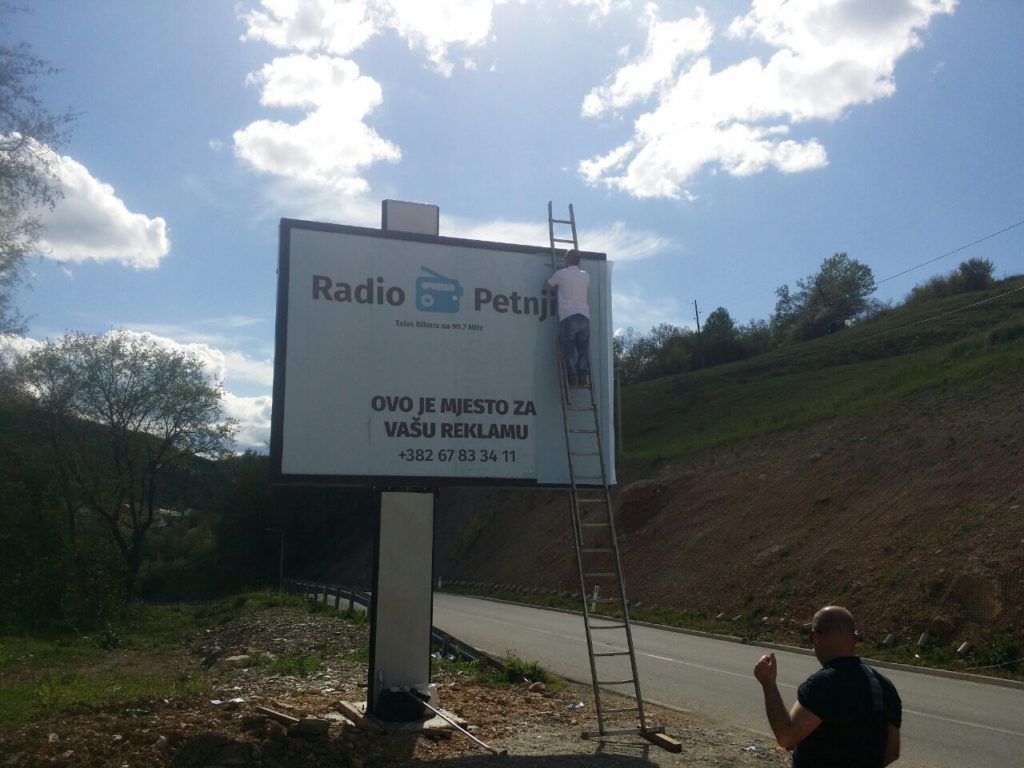 Radio Petnji
Talas Bihora na 90.7 MHz
OVO JE MJESTO ZA
VAŠU REKLAMU
+382 67 83 34 11